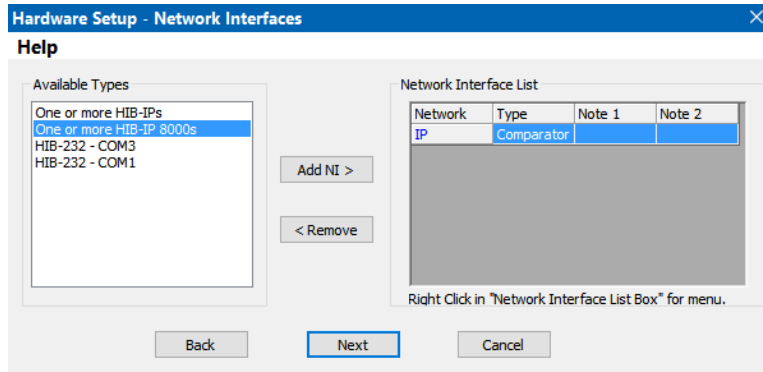 Hardware Setup - Network Interfaces
Help
Available Types
One or more HIB-IPs
One or more HIB-IP 8000s
HIB-232 - COM3
HIB-232 - COM1
Add NI >
< Remove
Network Interface List
Network Type Note 1 Note 2
IP Comparator
Right Click in "Network Interface List Box" for menu.
Back Next Cancel